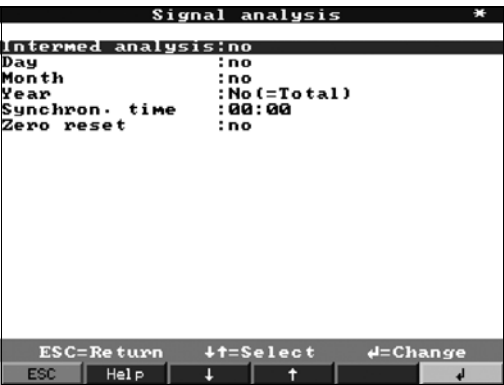 Signal analysis *
Intermed analysis:no
Day :no
Month :no
Year :No(=Total)
Synchron. time :00:00
Zero reset :no
ESC=Return ↓↑=Select ↵=Change
ESC Help ↓ ↑ ↵